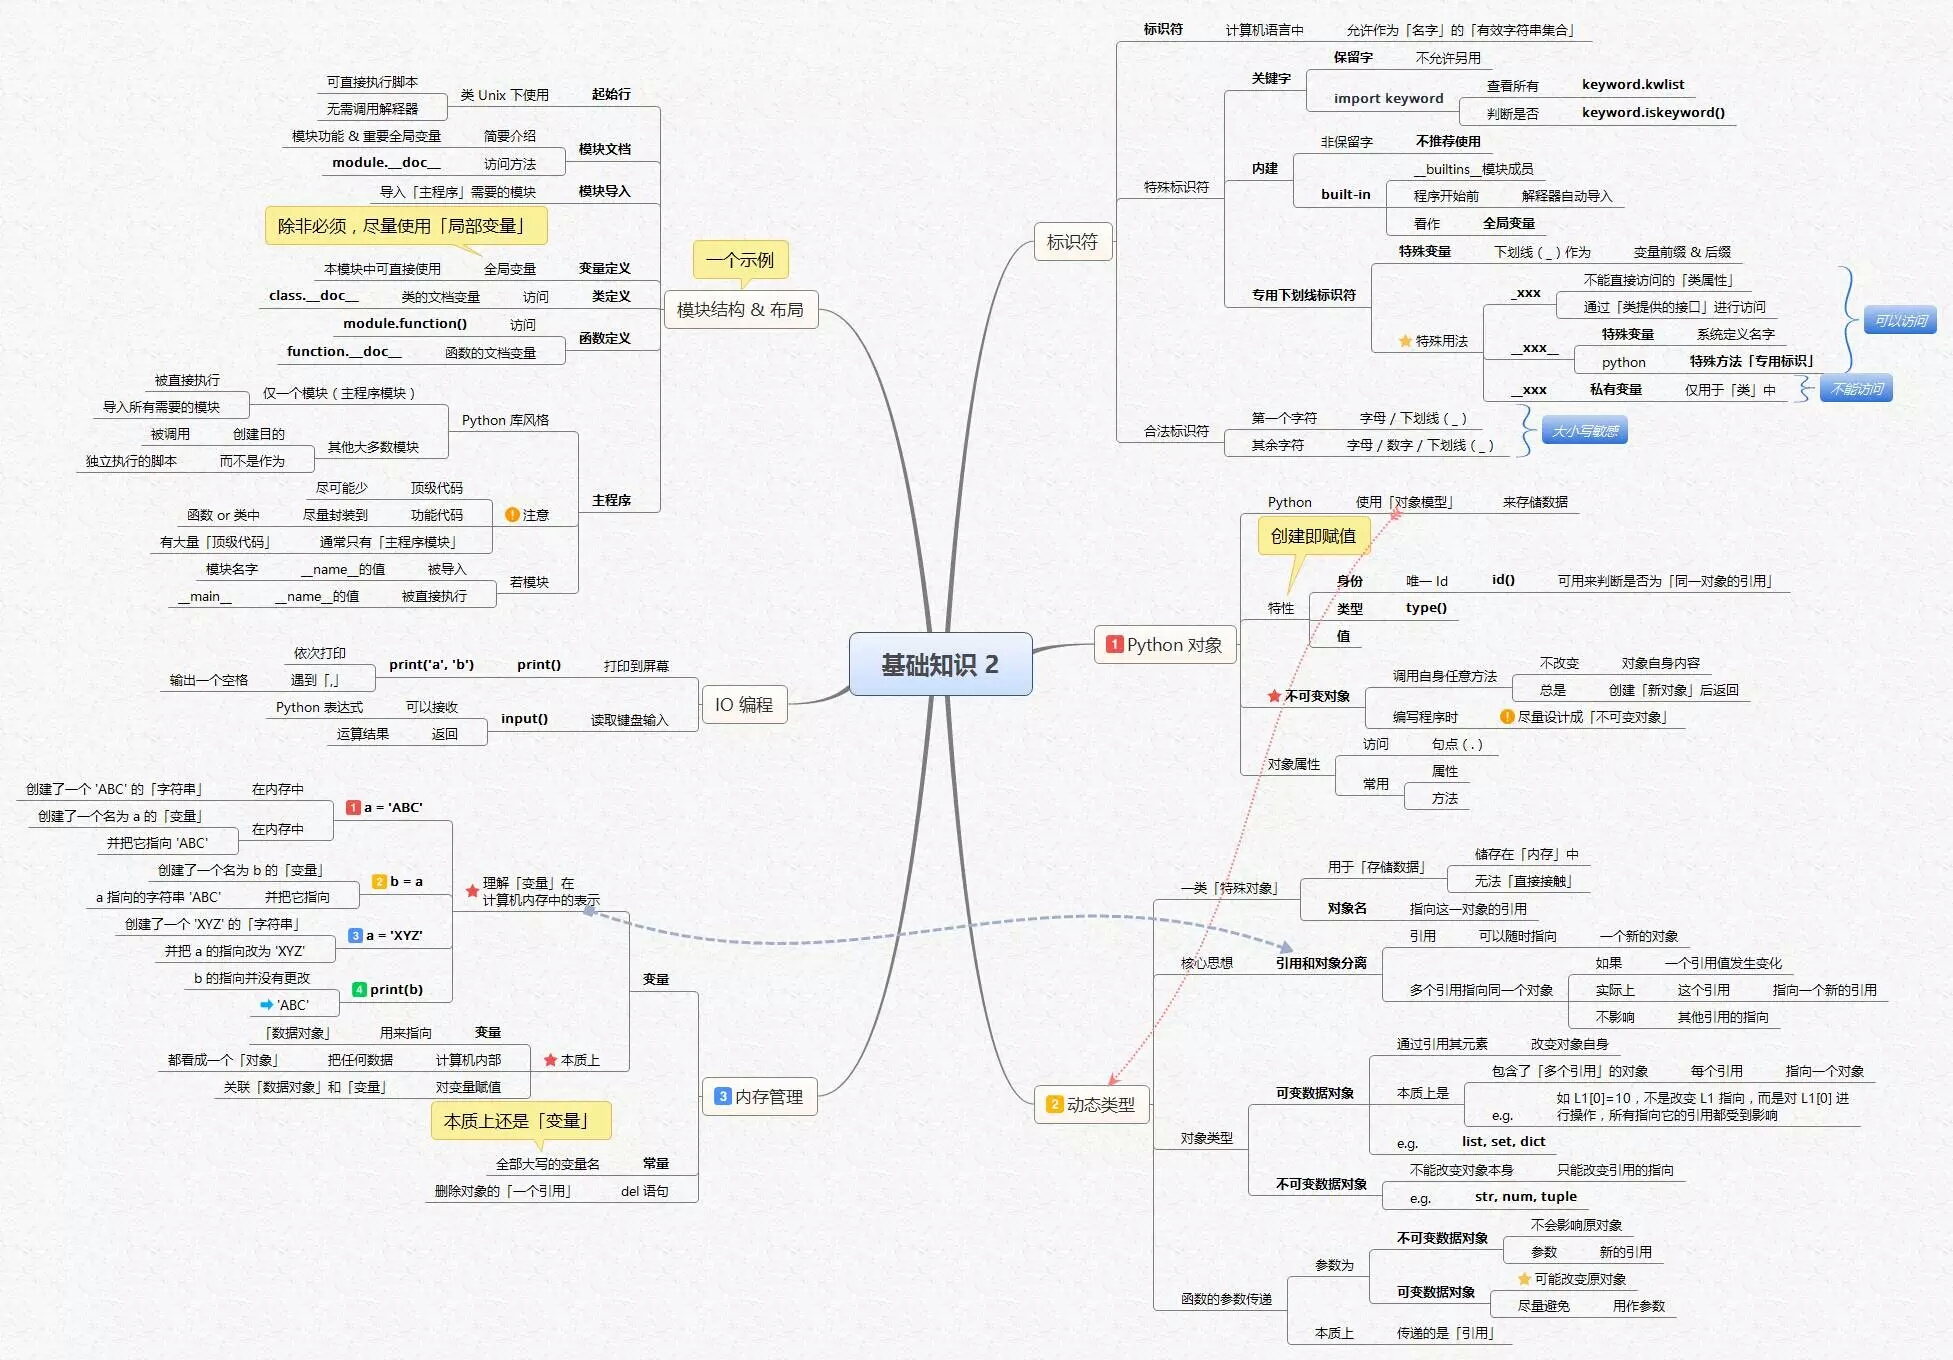 基础知识 2
标识符
标识符 计算机语言中 允许作为「名字」的「有效字符串集合」
特殊标识符
关键字
保留字 不允许另用
import keyword
查看所有 keyword.kwlist
判断是否 keyword.iskeyword()
内建
非保留字 不推荐使用
built-in
__builtins__模块成员
程序开始前 解释器自动导入
看作 全局变量
专用下划线标识符
特殊变量 下划线 ( _ ) 作为 变量前缀 & 后缀
特殊用法
_xxx
不能直接访问的「类属性」
通过「类提供的接口」进行访问
__xxx__
特殊变量 系统定义名字
python 特殊方法「专用标识」
可以访问
__xxx 私有变量 仅用于「类」中
不能访问
合法标识符
第一个字符 字母 / 下划线 ( _ )
其余字符 字母 / 数字 / 下划线 ( _ )
大小写敏感
1 Python 对象
Python 使用「对象模型」 来存储数据
创建即赋值
特性
身份 唯一 Id id() 可用来判断是否为「同一对象的引用」
类型 type()
值
不可变对象
调用自身任意方法
不改变 对象自身内容
总是 创建「新对象」后返回
编写程序时 尽量设计成「不可变对象」
对象属性
访问 句点 ( . )
常用
属性
方法
2 动态类型
一类「特殊对象」
用于「存储数据」
储存在「内存」中
无法「直接接触」
对象名 指向这一对象的引用
核心思想 引用和对象分离
引用 可以随时指向 一个新的对象
多个引用指向同一个对象
如果 一个引用值发生变化
实际上 这个引用 指向一个新的引用
不影响 其他引用的指向
对象类型
可变数据对象
通过引用其元素 改变对象自身
本质上是
包含了「多个引用」的对象 每个引用 指向一个对象
e.g. 如 L1[0]=10，不是改变 L1 指向，而是对 L1[0] 进
行操作，所有指向它的引用都受到影响
e.g. list, set, dict
不可变数据对象
不能改变对象本身 只能改变引用的指向
e.g. str, num, tuple
函数的参数传递
参数为
不可变数据对象
不会影响原对象
参数 新的引用
可变数据对象
可能改变原对象
尽量避免 用作参数
本质上 传递的是「引用」
模块结构 & 布局
一个示例
起始行
类 Unix 下使用
可直接执行脚本
无需调用解释器
模块文档
简要介绍 模块功能 & 重要全局变量
访问方法 module.__doc__
模块导入 导入「主程序」需要的模块
除非必须，尽量使用「局部变量」
变量定义 全局变量 本模块中可直接使用
类定义 访问 类的文档变量 class.__doc__
函数定义
访问 module.function()
函数的文档变量 function.__doc__
主程序
Python 库风格
仅一个模块（主程序模块）
被直接执行
导入所有需要的模块
其他大多数模块
创建目的 被调用
而不是作为 独立执行的脚本
注意
顶级代码 尽可能少
功能代码 尽量封装到 函数 or 类中
通常只有「主程序模块」 有大量「顶级代码」
若模块
被导入 __name__的值 模块名字
被直接执行 __name__的值 __main__
IO 编程
打印到屏幕 print() print('a', 'b')
依次打印
遇到「,」 输出一个空格
读取键盘输入 input()
可以接收 Python 表达式
返回 运算结果
3 内存管理
变量
理解「变量」在
计算机内存中的表示
1 a = 'ABC'
在内存中 创建了一个 'ABC' 的「字符串」
在内存中
创建了一个名为 a 的「变量」
并把它指向 'ABC'
2 b = a
创建了一个名为 b 的「变量」
并把它指向 a 指向的字符串 'ABC'
3 a = 'XYZ'
创建了一个 'XYZ' 的「字符串」
并把 a 的指向改为 'XYZ'
4 print(b)
b 的指向并没有更改
'ABC'
本质上
变量 用来指向 「数据对象」
计算机内部 把任何数据 都看成一个「对象」
对变量赋值 关联「数据对象」和「变量」
本质上还是「变量」
常量 全部大写的变量名
del 语句 删除对象的「一个引用」